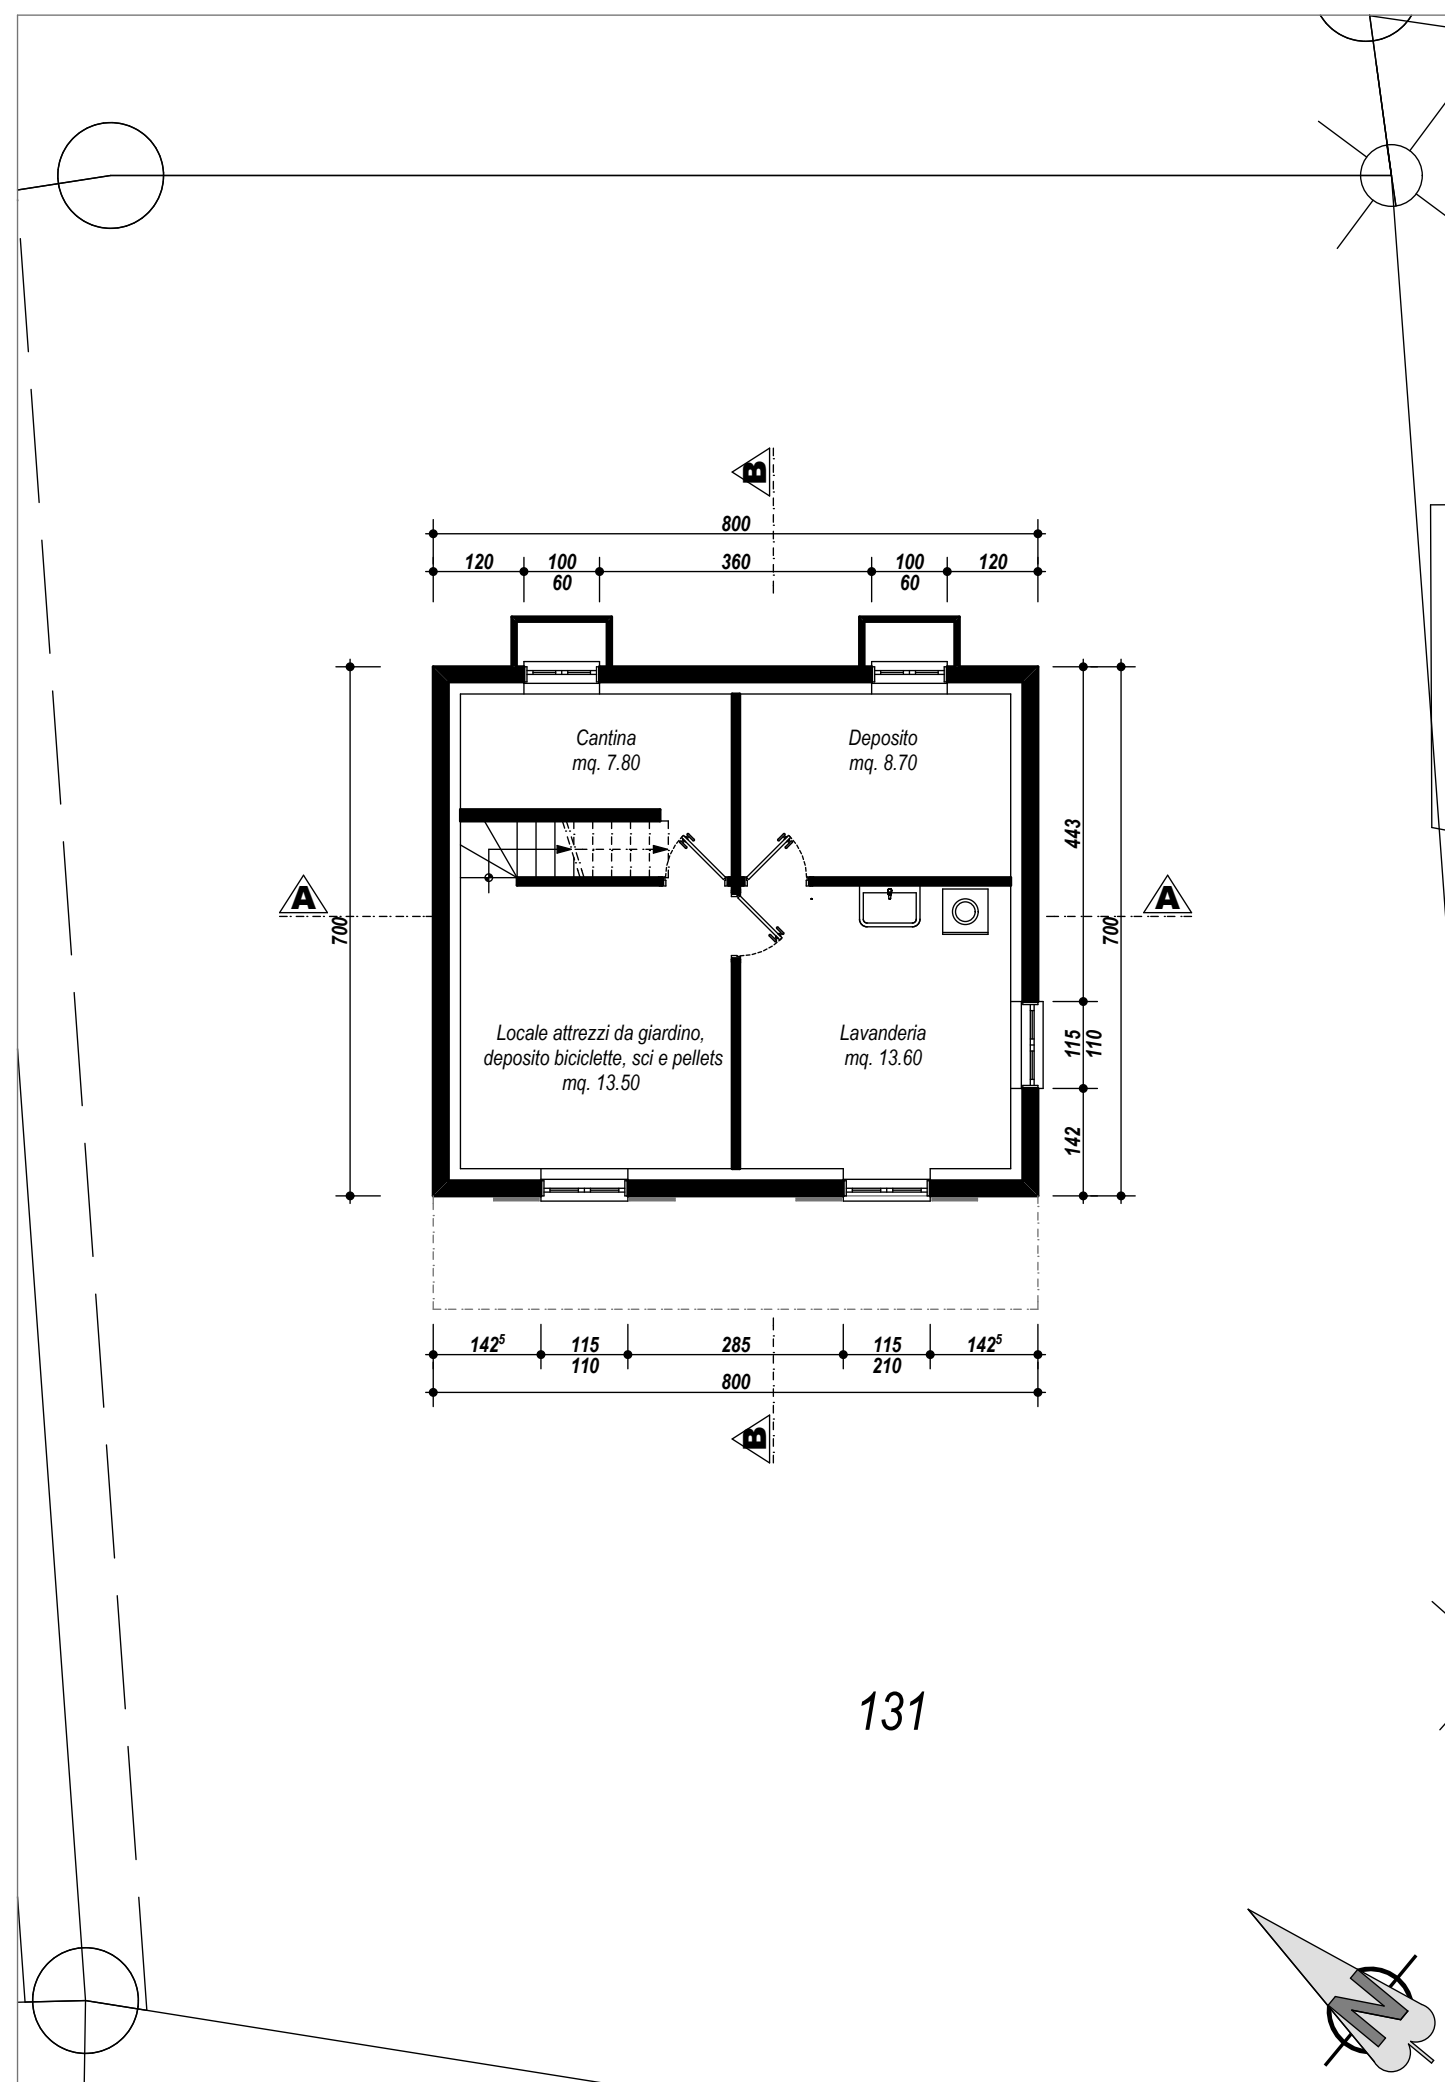 B
800
120 100 360 100 120
60 60
Cantina
mq. 7.80
Deposito
mq. 8.70
443
A
700
A
700
Locale attrezzi da giardino,
deposito biciclette, sci e pellets
mq. 13.50
Lavanderia
mq. 13.60
115
110
142
142⁵ 115 285 115 142⁵
110 210
800
B
131
N